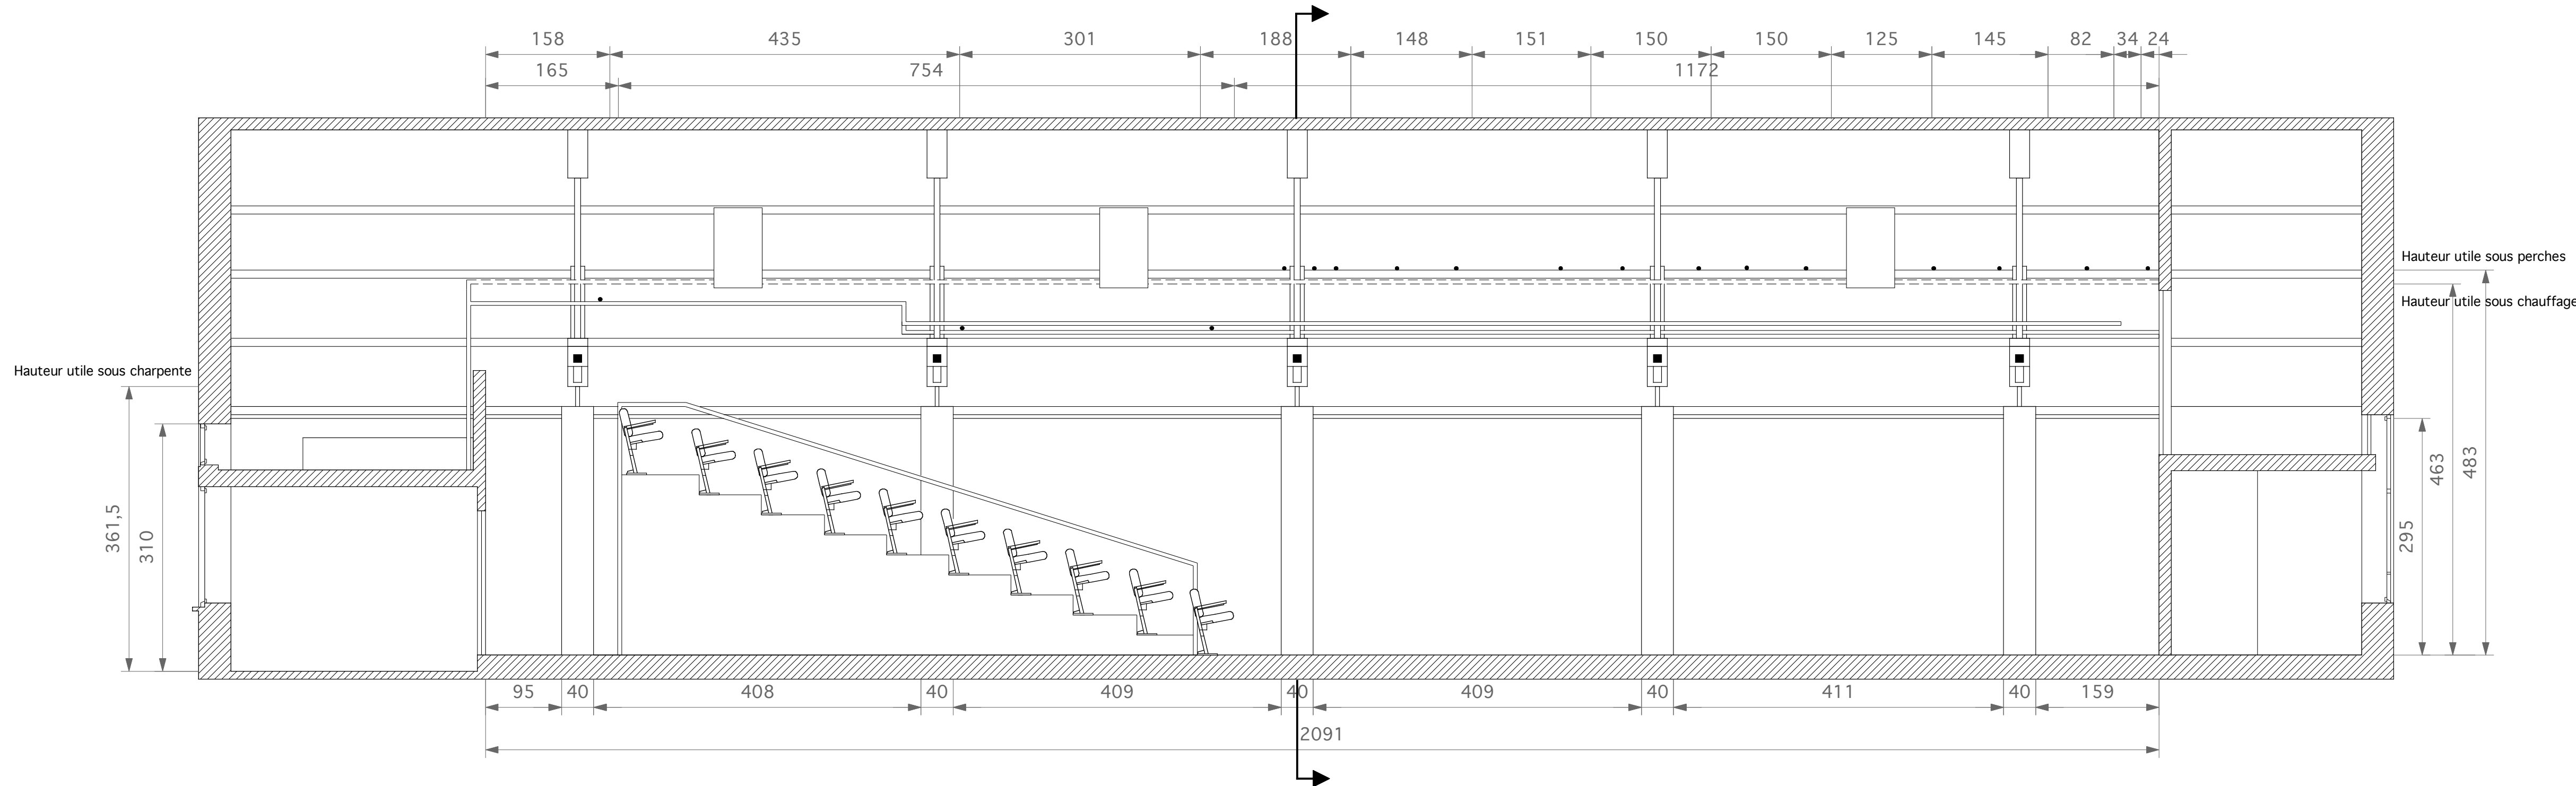 158 435 301 188 148 151 150 150 125 145 82 34 24
165 754 1172
Hauteur utile sous perches
Hauteur utile sous chauffage
Hauteur utile sous charpente
361,5
310
295
463
483
95 40 408 40 409 40 409 40 411 40 159
2091